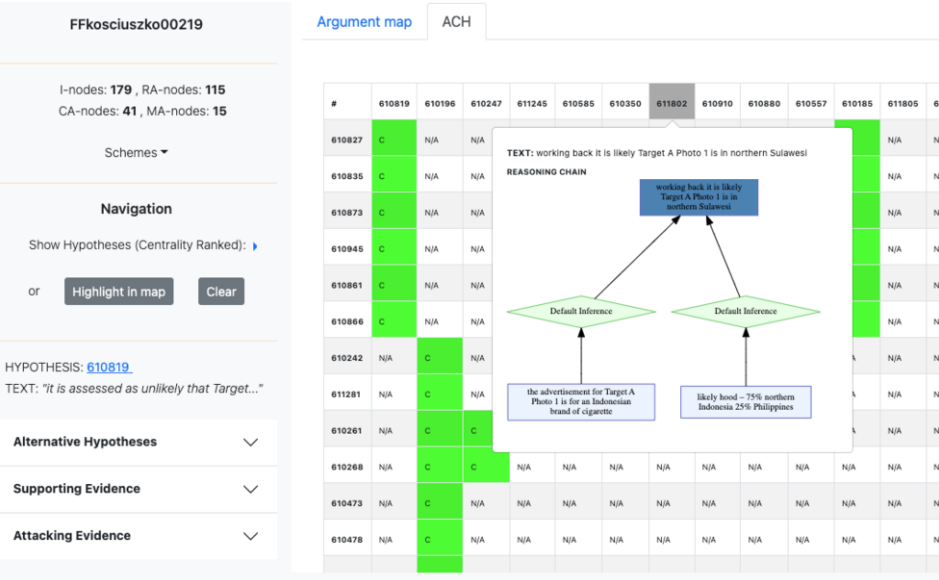 FFkosciuszko00219
I-nodes: 179 , RA-nodes: 115
CA-nodes: 41 , MA-nodes: 15
Schemes
Navigation
Show Hypotheses (Centrality Ranked):
or Highlight in map Clear
HYPOTHESIS: 610819
TEXT: "it is assessed as unlikely that Target..."
Alternative Hypotheses
Supporting Evidence
Attacking Evidence
Argument map ACH
# 610819 610196 610247 611245 610585 610350 611802 610910 610880 610557 610185 611805 6
610827 C N/A N/A N/A N
610835 C N/A N/A N/A N
610873 C N/A N/A N/A N
610945 C N/A N/A N/A N
610861 C N/A N/A N/A N
610866 C N/A N/A N/A N
610242 N/A C N/A N/A N
611281 N/A C N/A N/A N
610261 N/A C C N/A N
610268 N/A C C N/A N/A N/A N/A N/A N/A N/A N/A N/A N
610473 N/A C N/A N/A N/A N/A N/A N/A N/A N/A N/A N/A N
610478 N/A C N/A N/A N/A N/A N/A N/A N/A N/A N/A N/A N
TEXT: working back it is likely Target A Photo 1 is in northern Sulawesi
REASONING CHAIN
working back it is likely
Target A Photo 1 is in
northern Sulawesi
Default Inference
Default Inference
the advertisement for Target A
Photo 1 is for an Indonesian
brand of cigarette
likely hood – 75% northern
Indonesia 25% Philippines